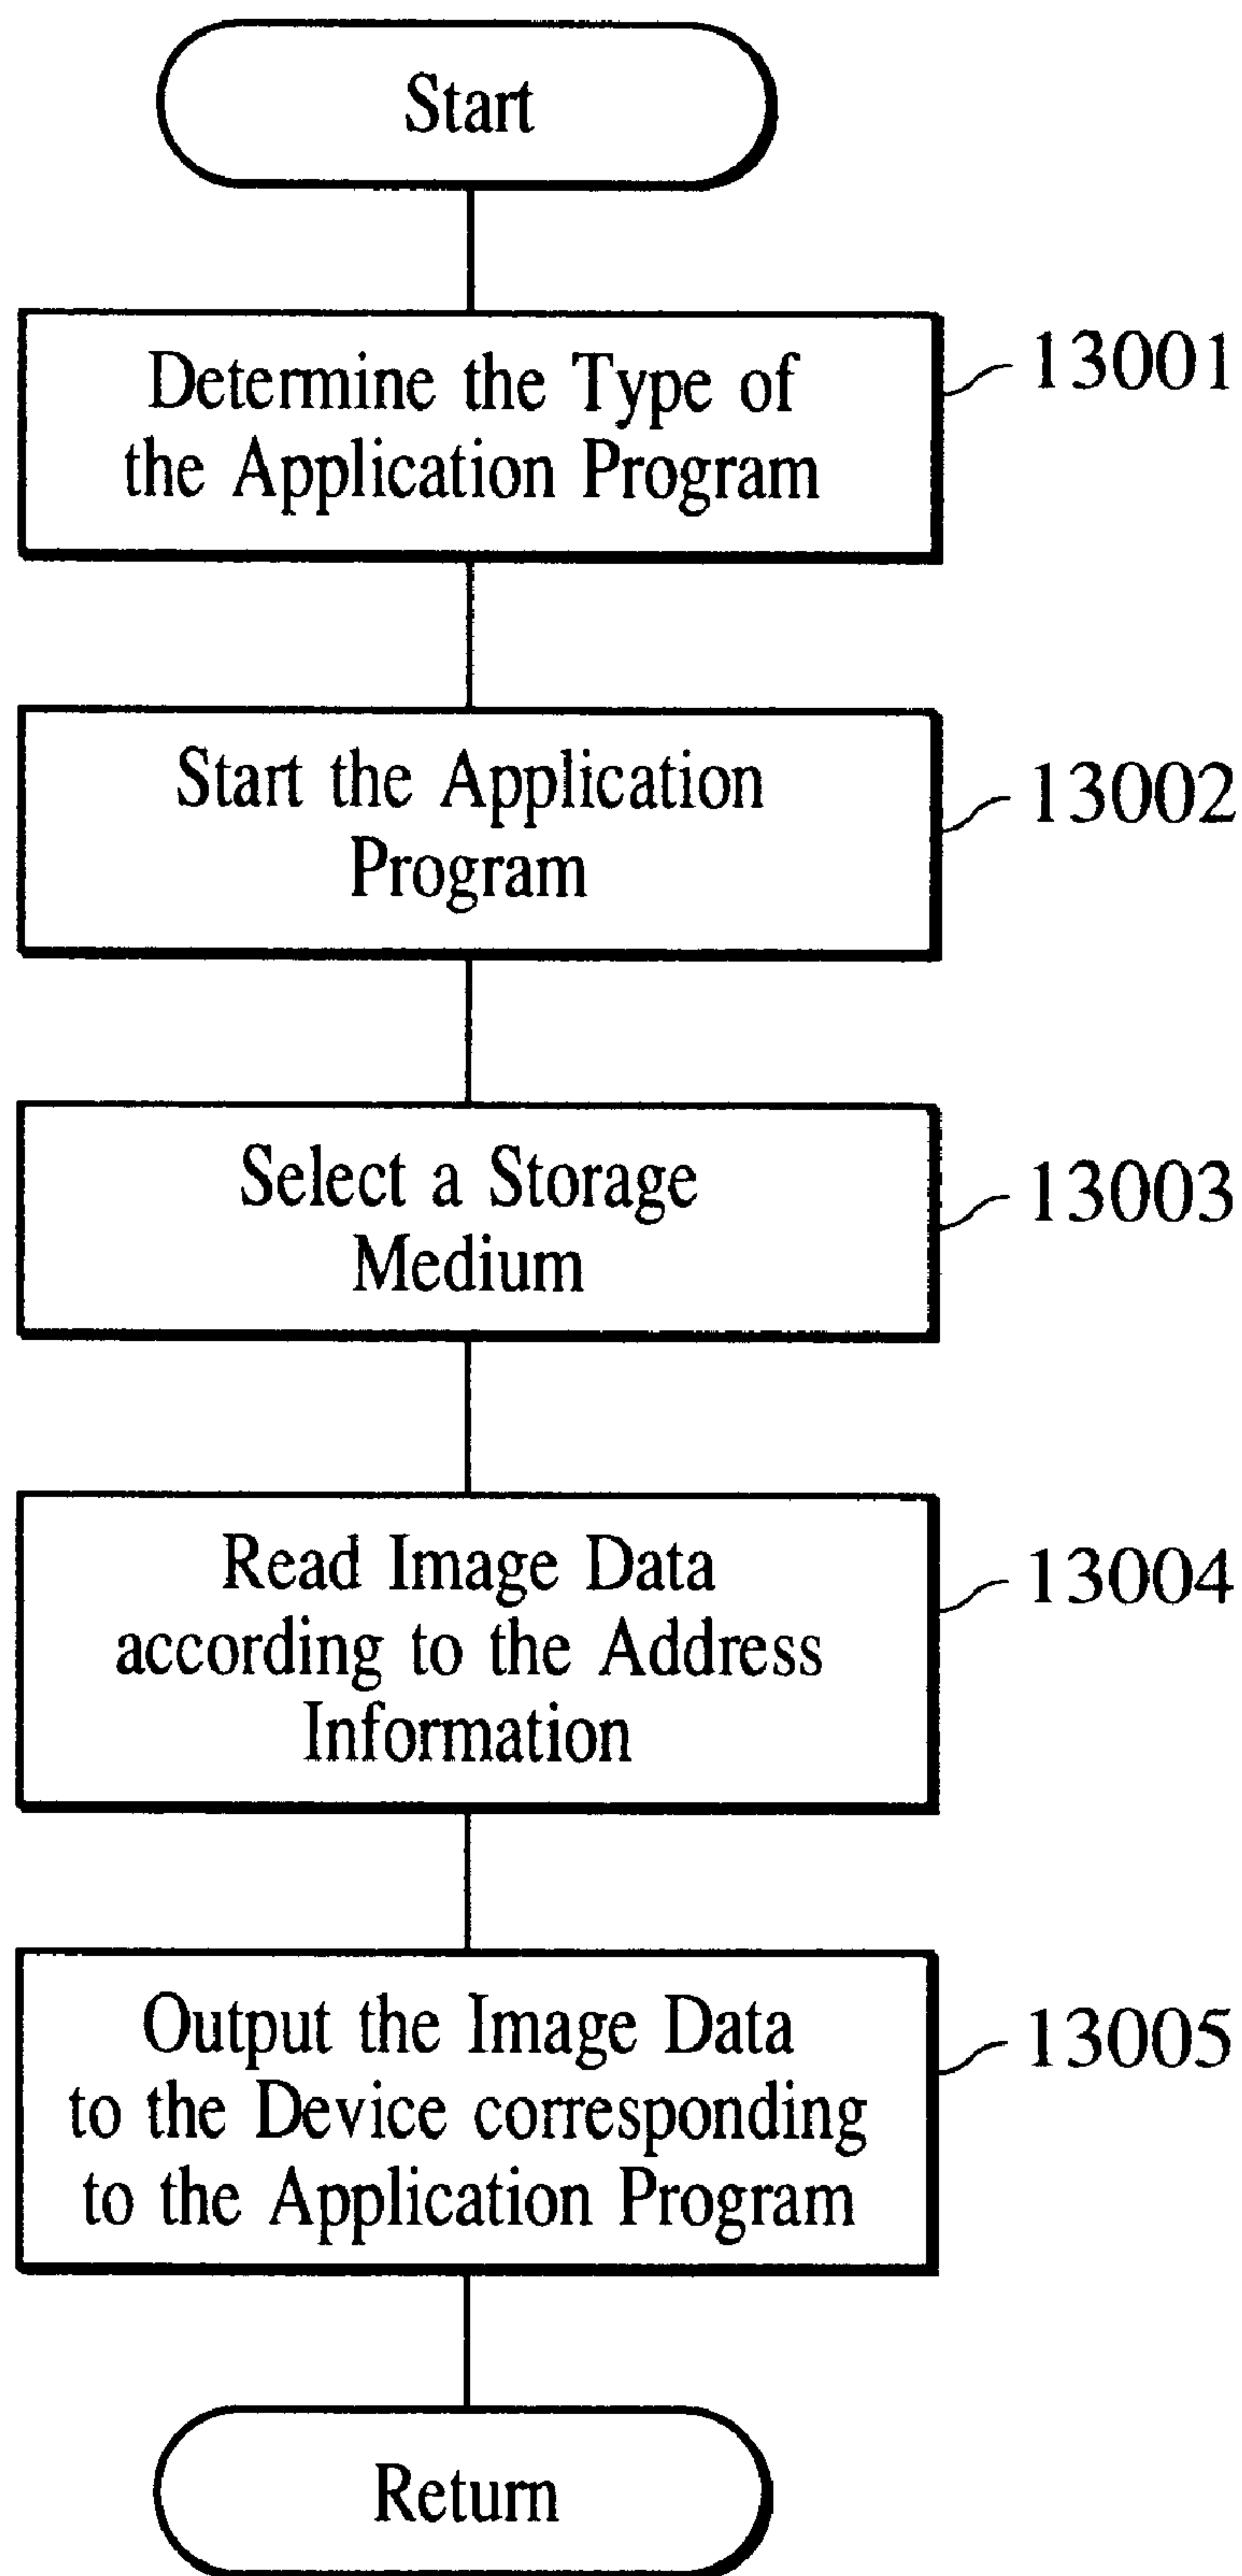 Start
Determine the Type of
the Application Program
13001
Start the Application
Program
13002
Select a Storage
Medium
13003
Read Image Data
according to the Address
Information
13004
Output the Image Data
to the Device corresponding
to the Application Program
13005
Return